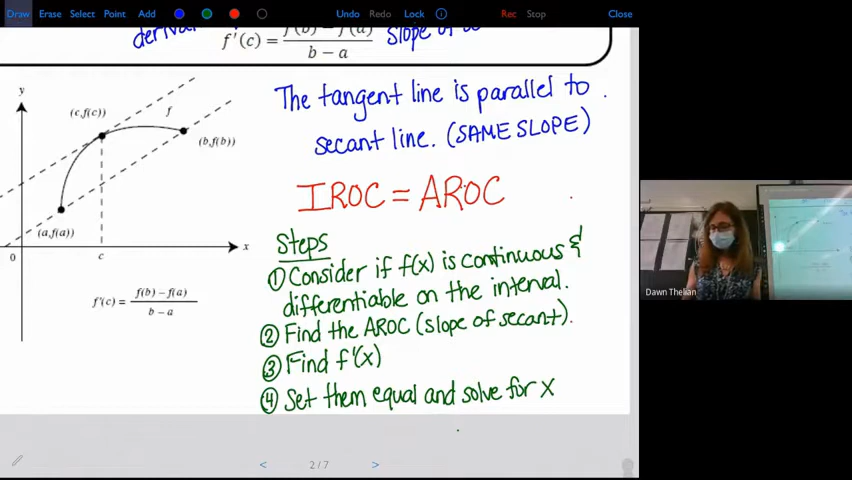 Draw Erase Select Add Undo Redo Lock Rec Stop Close
f'(c) = f(b) – f(a) / b – a
slope of
y
(c,f(c))
f
(b,f(b))
(a,f(a))
0 c x
f'(c) = f(b) – f(a) / b – a
The tangent line is parallel to
secant line. (SAME SLOPE)
IROC = AROC
Steps
① Consider if f(x) is continuous &
differentiable on the interval.
② Find the AROC (slope of secant).
③ Find f'(x)
④ Set them equal and solve for x
Dawn Thelian
< 2/7 >